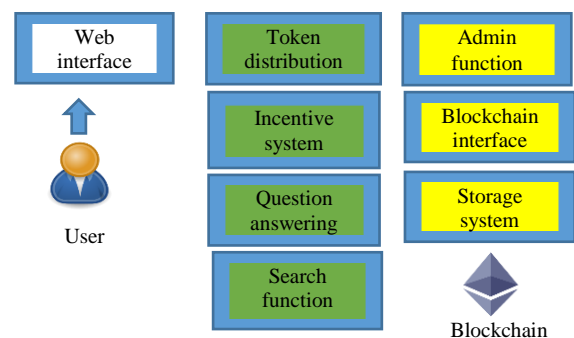 Web
interface
User
Token
distribution
Incentive
system
Question
answering
Search
function
Admin
function
Blockchain
interface
Storage
system
Blockchain